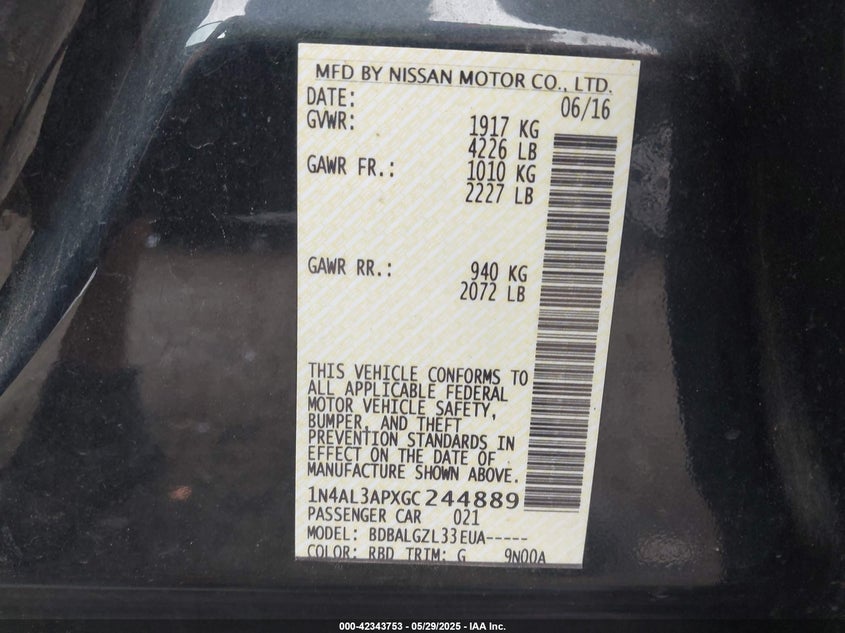 MFD BY NISSAN MOTOR CO., LTD.
DATE: 06/16
GVWR: 1917 KG
4226 LB
GAWR FR.: 1010 KG
2227 LB
GAWR RR.: 940 KG
2072 LB
THIS VEHICLE CONFORMS TO
ALL APPLICABLE FEDERAL
MOTOR VEHICLE SAFETY,
BUMPER, AND THEFT
PREVENTION STANDARDS IN
EFFECT ON THE DATE OF
MANUFACTURE SHOWN ABOVE.
1N4AL3APXGC244889
PASSENGER CAR 021
MODEL: BDBALGZL33EUA-----
COLOR: RBD TRIM: G 9N00A
000-42343753 - 05/29/2025 - IAA Inc.